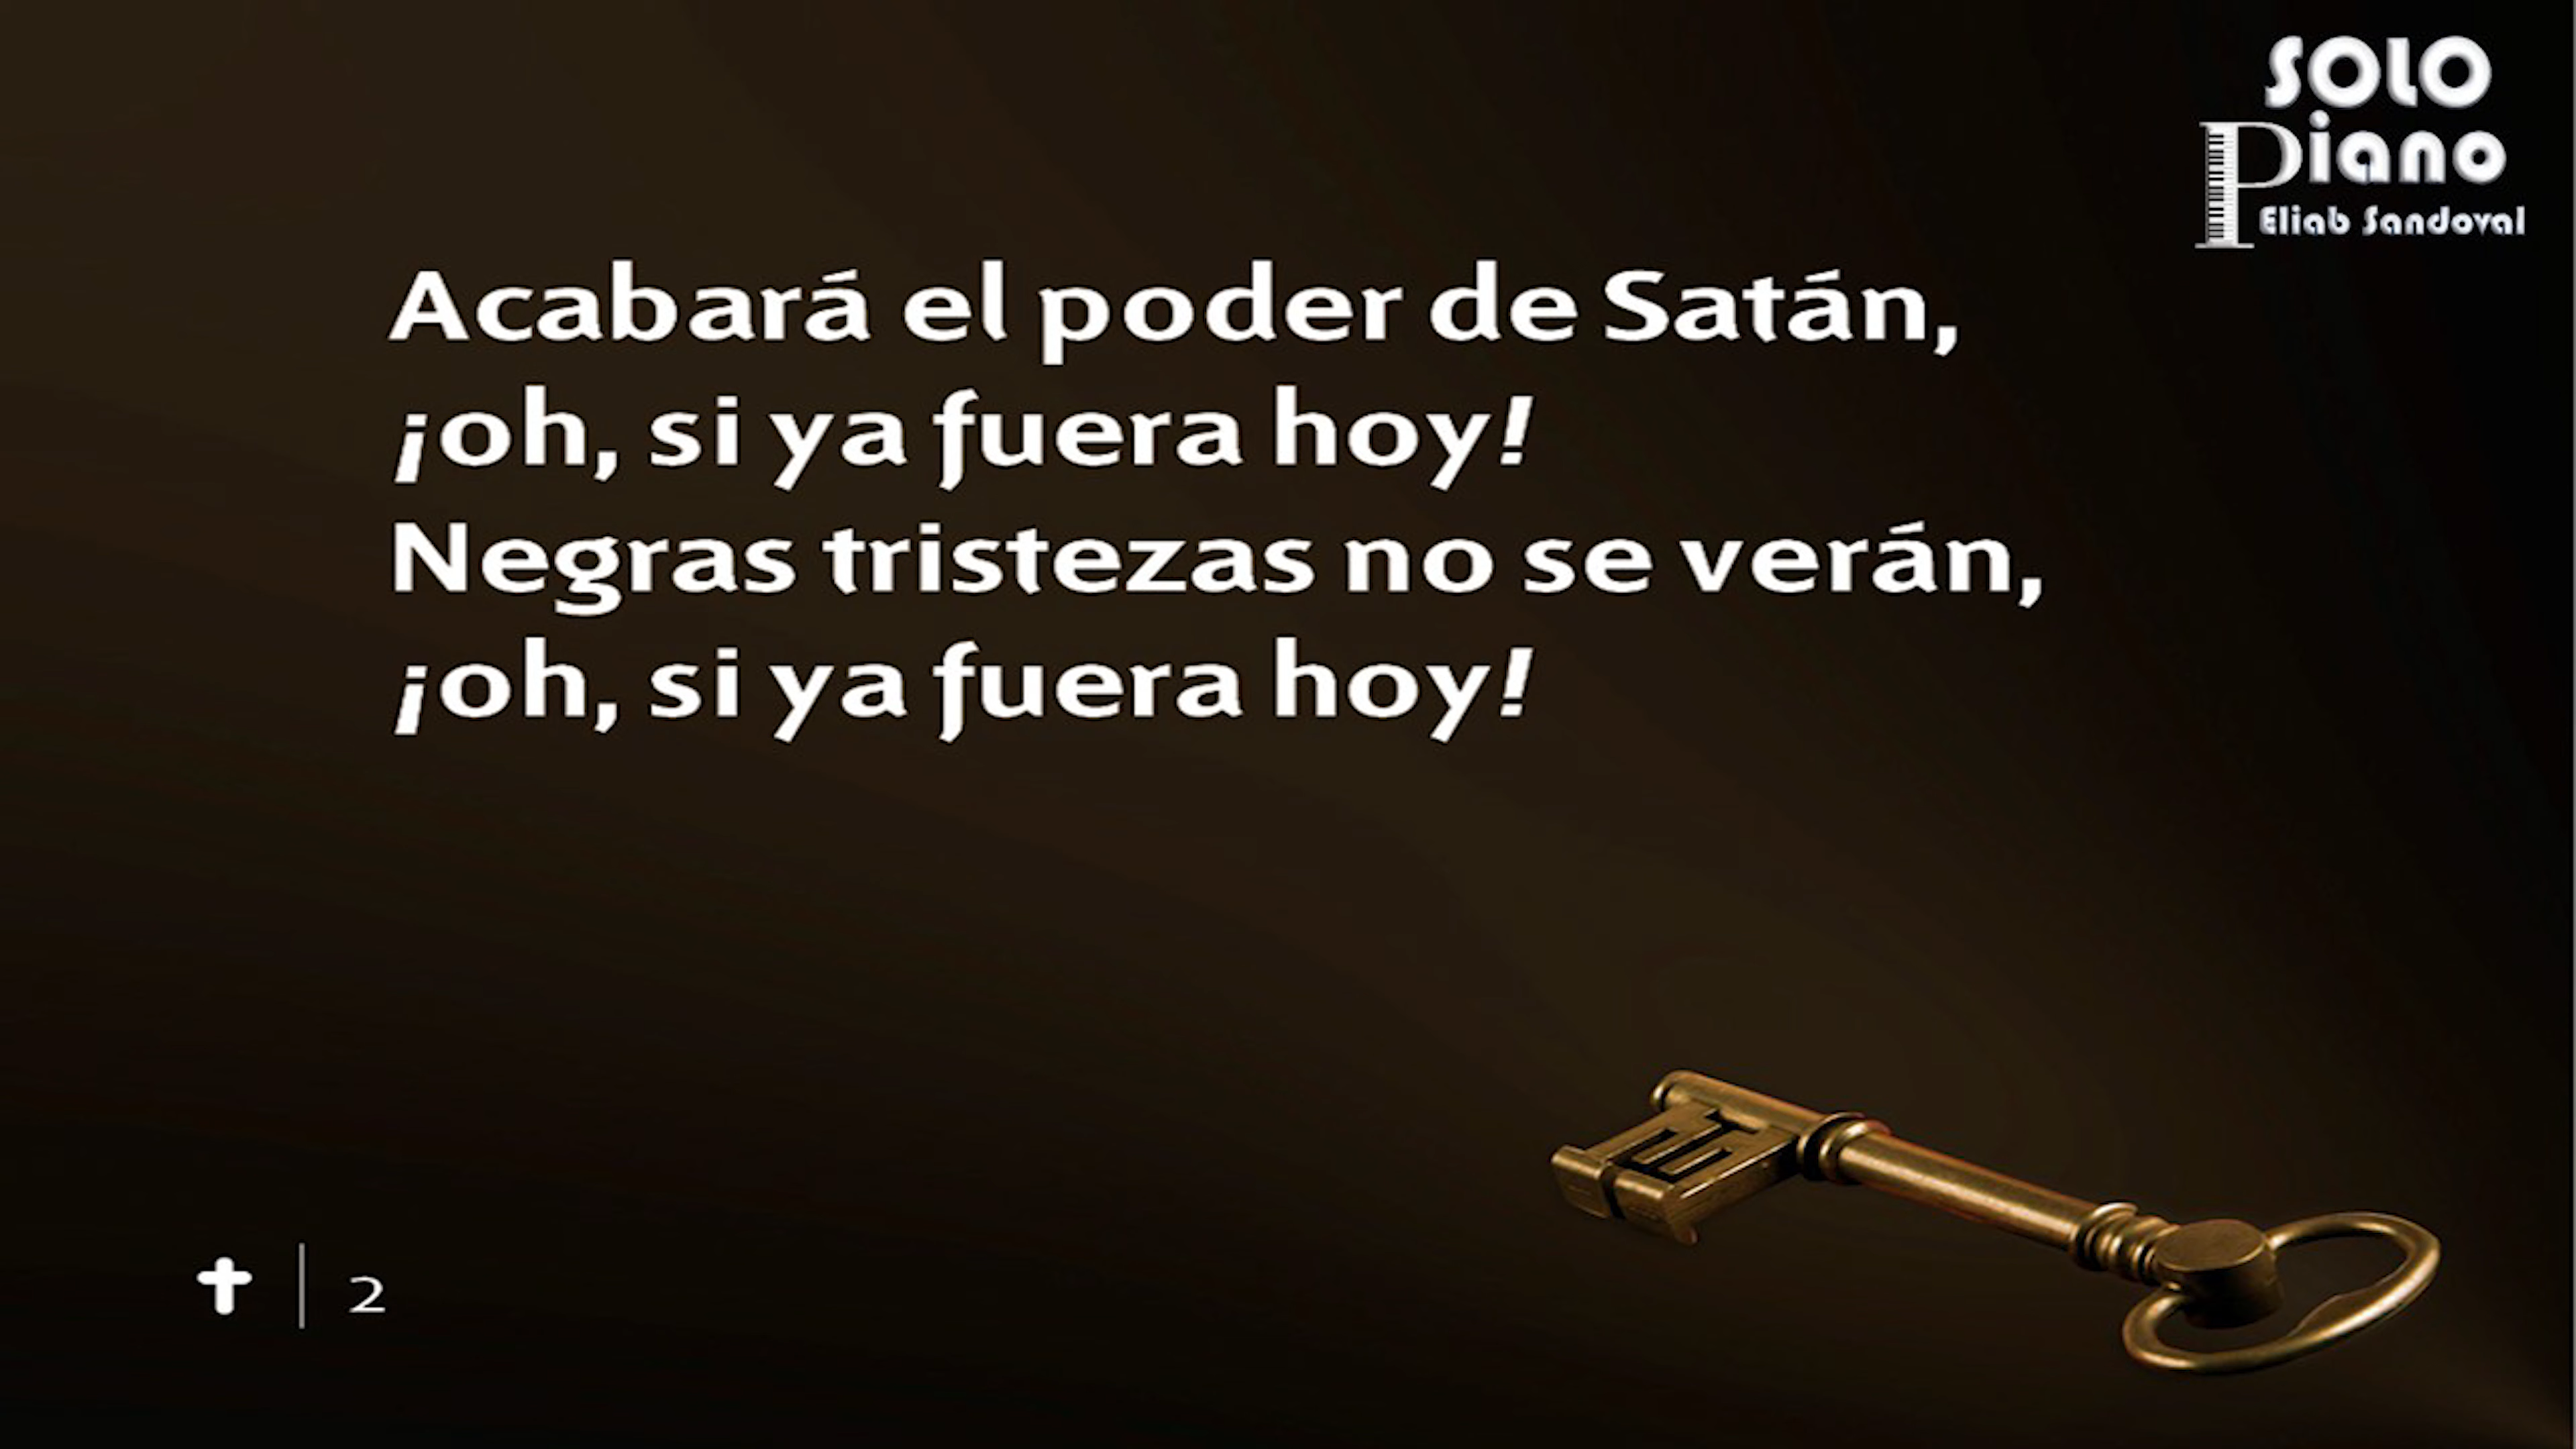 SOLO
Piano
Eliab Sandoval
Acabará el poder de Satán,
¡oh, si ya fuera hoy!
Negras tristezas no se verán,
¡oh, si ya fuera hoy!
2